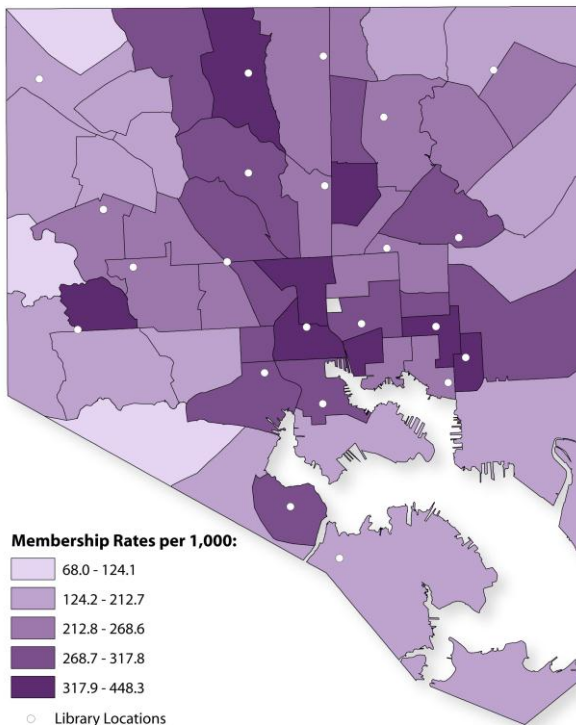 Membership Rates per 1,000:
68.0 - 124.1
124.2 - 212.7
212.8 - 268.6
268.7 - 317.8
317.9 - 448.3
Library Locations